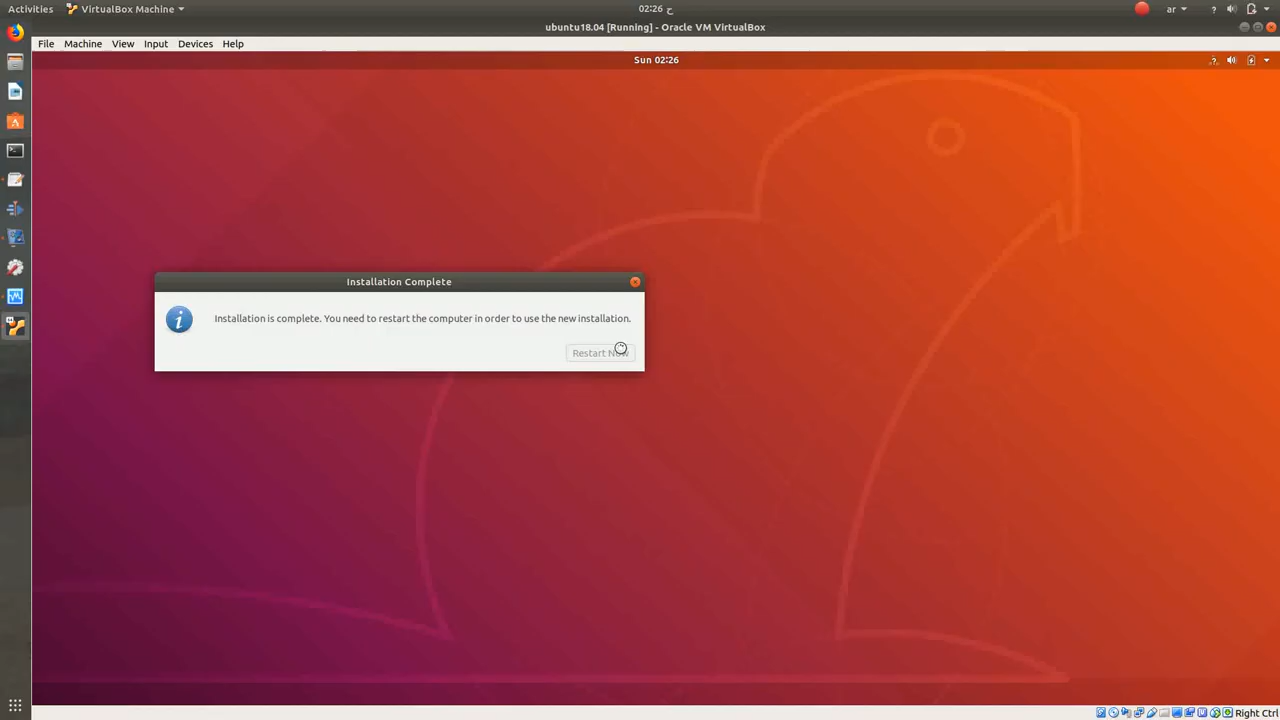 Activities VirtualBox Machine 02:26 ح ar ?
ubuntu18.04 [Running] - Oracle VM VirtualBox
File Machine View Input Devices Help
Sun 02:26
Installation Complete
Installation is complete. You need to restart the computer in order to use the new installation.
Restart Now
Right Ctrl